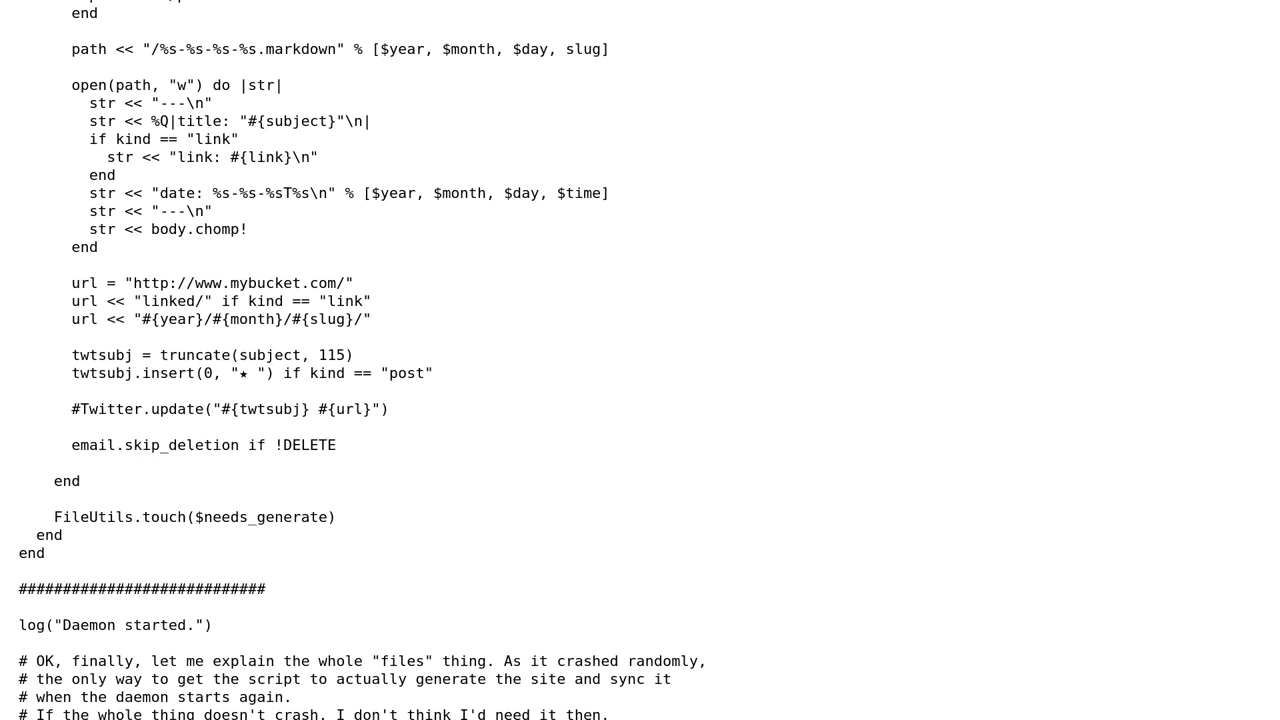 end
path << "/%s-%s-%s-%s.markdown" % [$year, $month, $day, slug]
open(path, "w") do |str|
str << "---\n"
str << %Q|title: "#{subject}"\n|
if kind == "link"
str << "link: #{link}\n"
end
str << "date: %s-%s-%sT%s\n" % [$year, $month, $day, $time]
str << "---\n"
str << body.chomp!
end
url = "http://www.mybucket.com/"
url << "linked/" if kind == "link"
url << "#{year}/#{month}/#{slug}/"
twtsubj = truncate(subject, 115)
twtsubj.insert(0, "★ ") if kind == "post"
#Twitter.update("#{twtsubj} #{url}")
email.skip_deletion if !DELETE
end
FileUtils.touch($needs_generate)
end
end
############################
log("Daemon started.")
# OK, finally, let me explain the whole "files" thing. As it crashed randomly,
# the only way to get the script to actually generate the site and sync it
# when the daemon starts again.
# If the whole thing doesn't crash, I don't think I'd need it then.